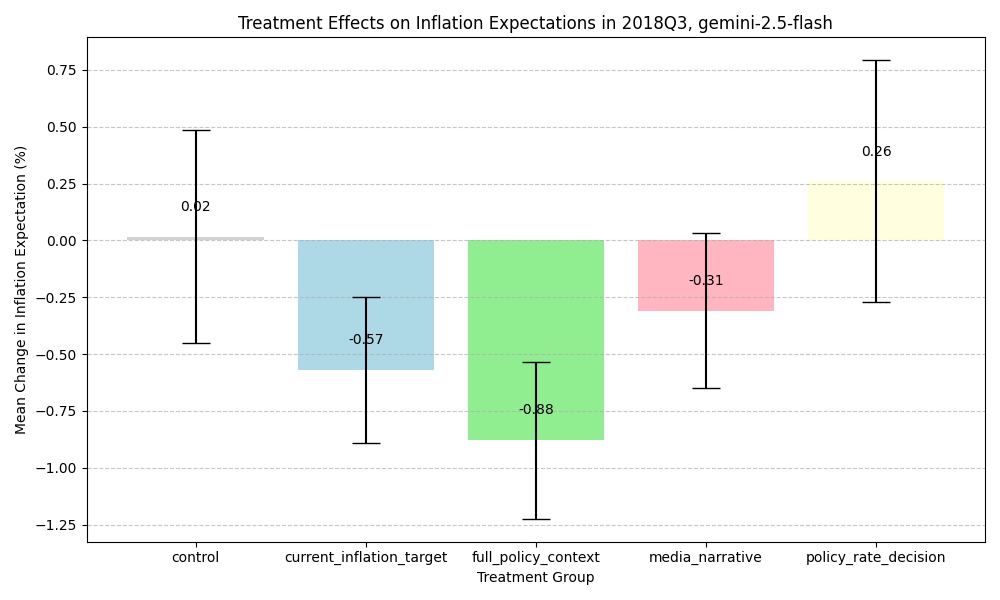 Treatment Effects on Inflation Expectations in 2018Q3, gemini-2.5-flash
Mean Change in Inflation Expectation (%)
0.75
0.50
0.25
0.00
−0.25
−0.50
−0.75
−1.00
−1.25
0.02
-0.57
-0.88
-0.31
0.26
control
current_inflation_target
full_policy_context
media_narrative
policy_rate_decision
Treatment Group